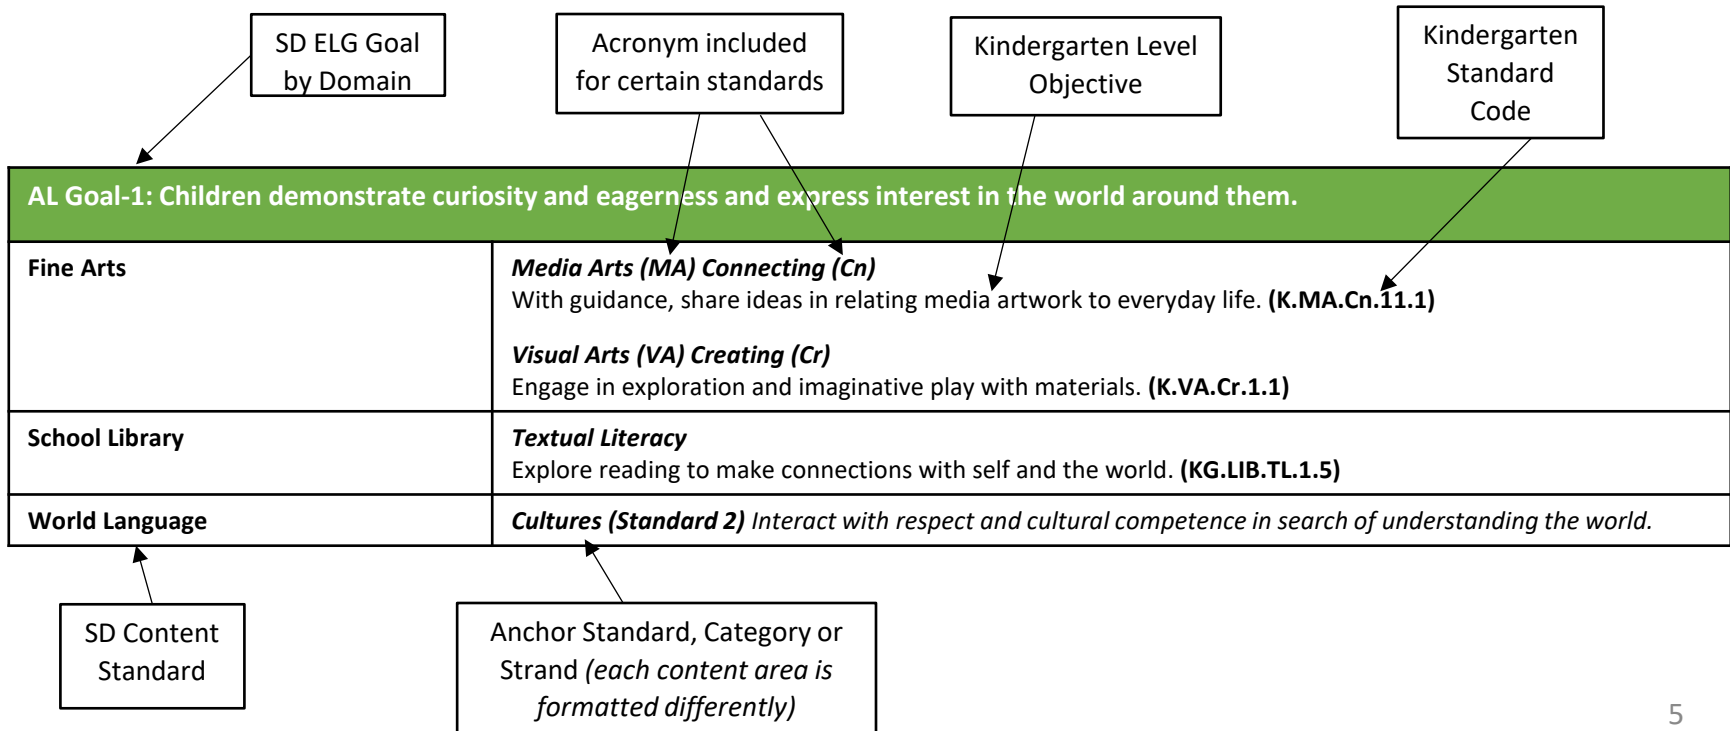 SD ELG Goal
by Domain
Acronym included
for certain standards
Kindergarten Level
Objective
Kindergarten
Standard
Code
AL Goal-1: Children demonstrate curiosity and eagerness and express interest in the world around them.
Fine Arts
Media Arts (MA) Connecting (Cn)
With guidance, share ideas in relating media artwork to everyday life. (K.MA.Cn.11.1)
Visual Arts (VA) Creating (Cr)
Engage in exploration and imaginative play with materials. (K.VA.Cr.1.1)
School Library
Textual Literacy
Explore reading to make connections with self and the world. (KG.LIB.TL.1.5)
World Language
Cultures (Standard 2) Interact with respect and cultural competence in search of understanding the world.
SD Content
Standard
Anchor Standard, Category or
Strand (each content area is
formatted differently)
5